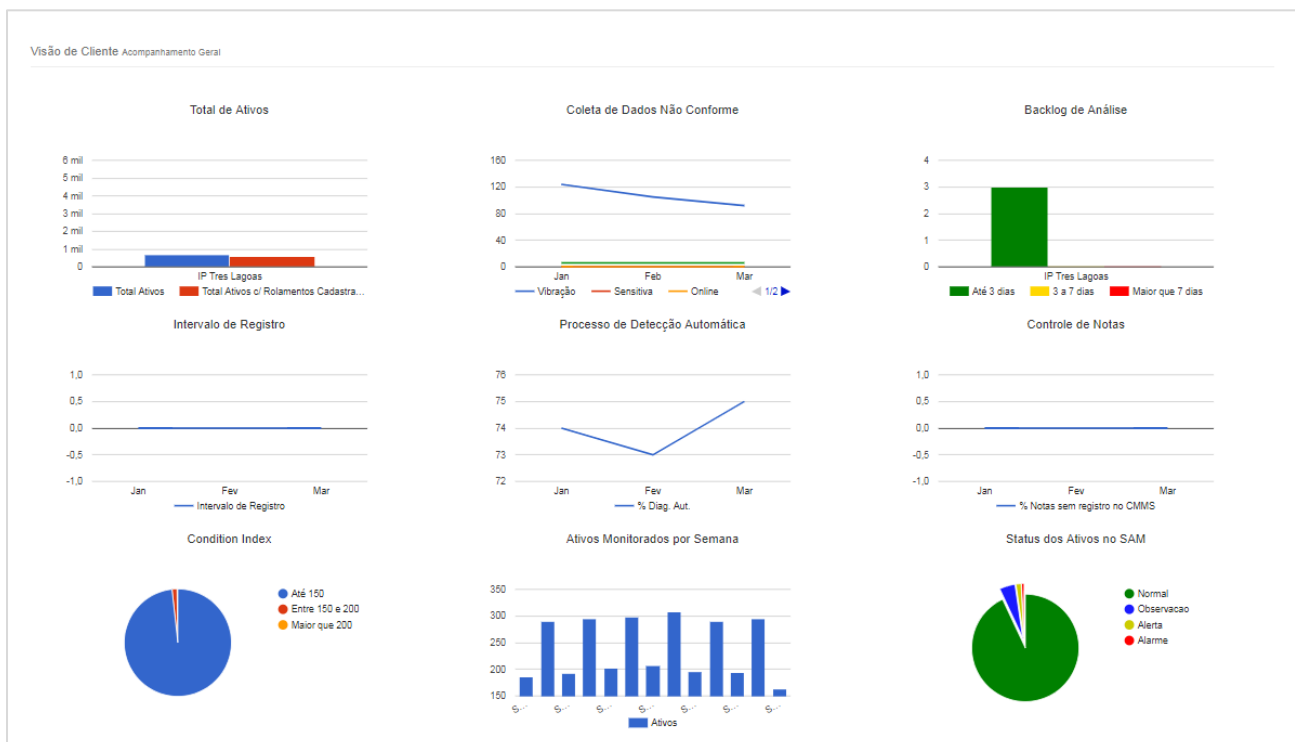 Visão de Cliente Acompanhamento Geral
Total de Ativos
6 mil
5 mil
4 mil
3 mil
2 mil
1 mil
0
IP Tres Lagoas
Total Ativos Total Ativos c/ Rolamentos Cadastra...
Coleta de Dados Não Conforme
160
120
80
40
0
Jan Feb Mar
Vibração Sensitiva Online 1/2
Backlog de Análise
4
3
2
1
0
IP Tres Lagoas
Até 3 dias 3 a 7 dias Maior que 7 dias
Intervalo de Registro
1,0
0,5
0,0
-0,5
-1,0
Jan Fev Mar
Intervalo de Registro
Processo de Detecção Automática
76
75
74
73
72
Jan Fev Mar
% Diag. Aut.
Controle de Notas
1,0
0,5
0,0
-0,5
-1,0
Jan Fev Mar
% Notas sem registro no CMMS
Condition Index
Até 150
Entre 150 e 200
Maior que 200
Ativos Monitorados por Semana
350
300
250
200
150
S... S... S... S... S... S... S...
Ativos
Status dos Ativos no SAM
Normal
Observacao
Alerta
Alarme